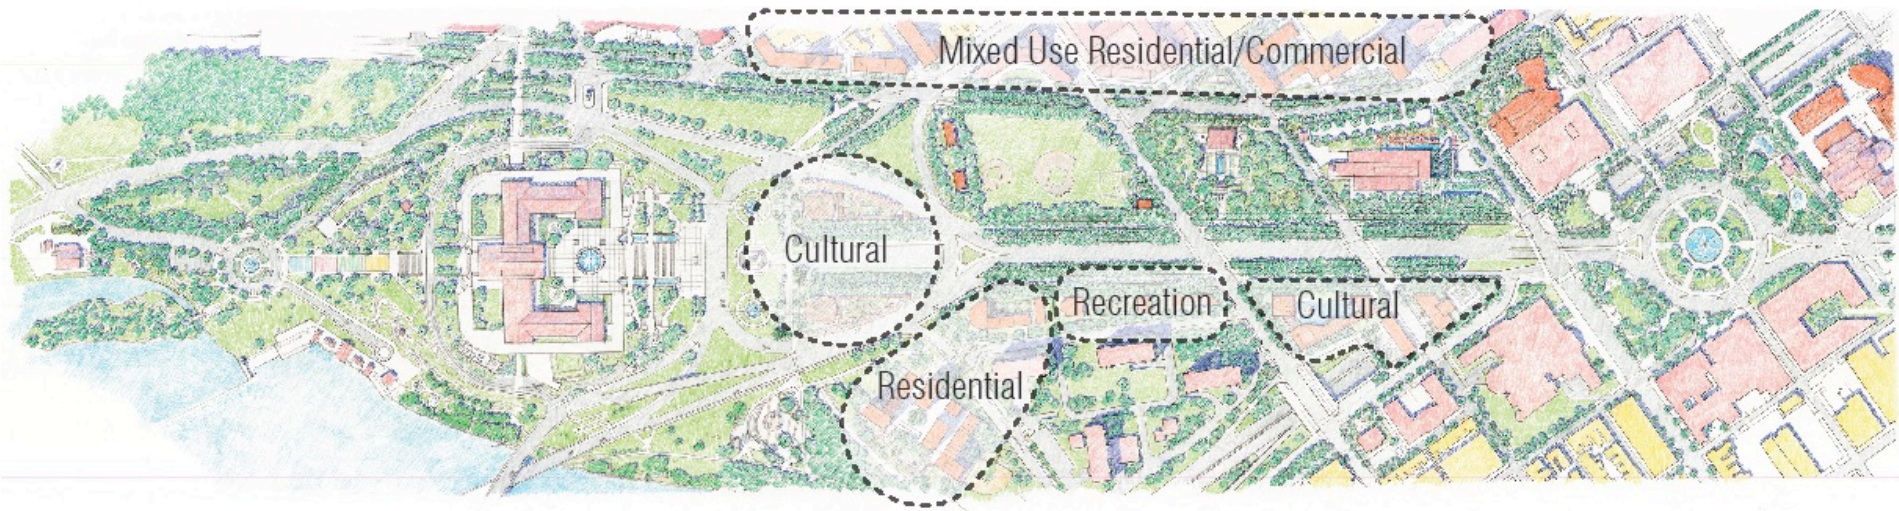 Mixed Use Residential/Commercial
Cultural
Recreation
Cultural
Residential